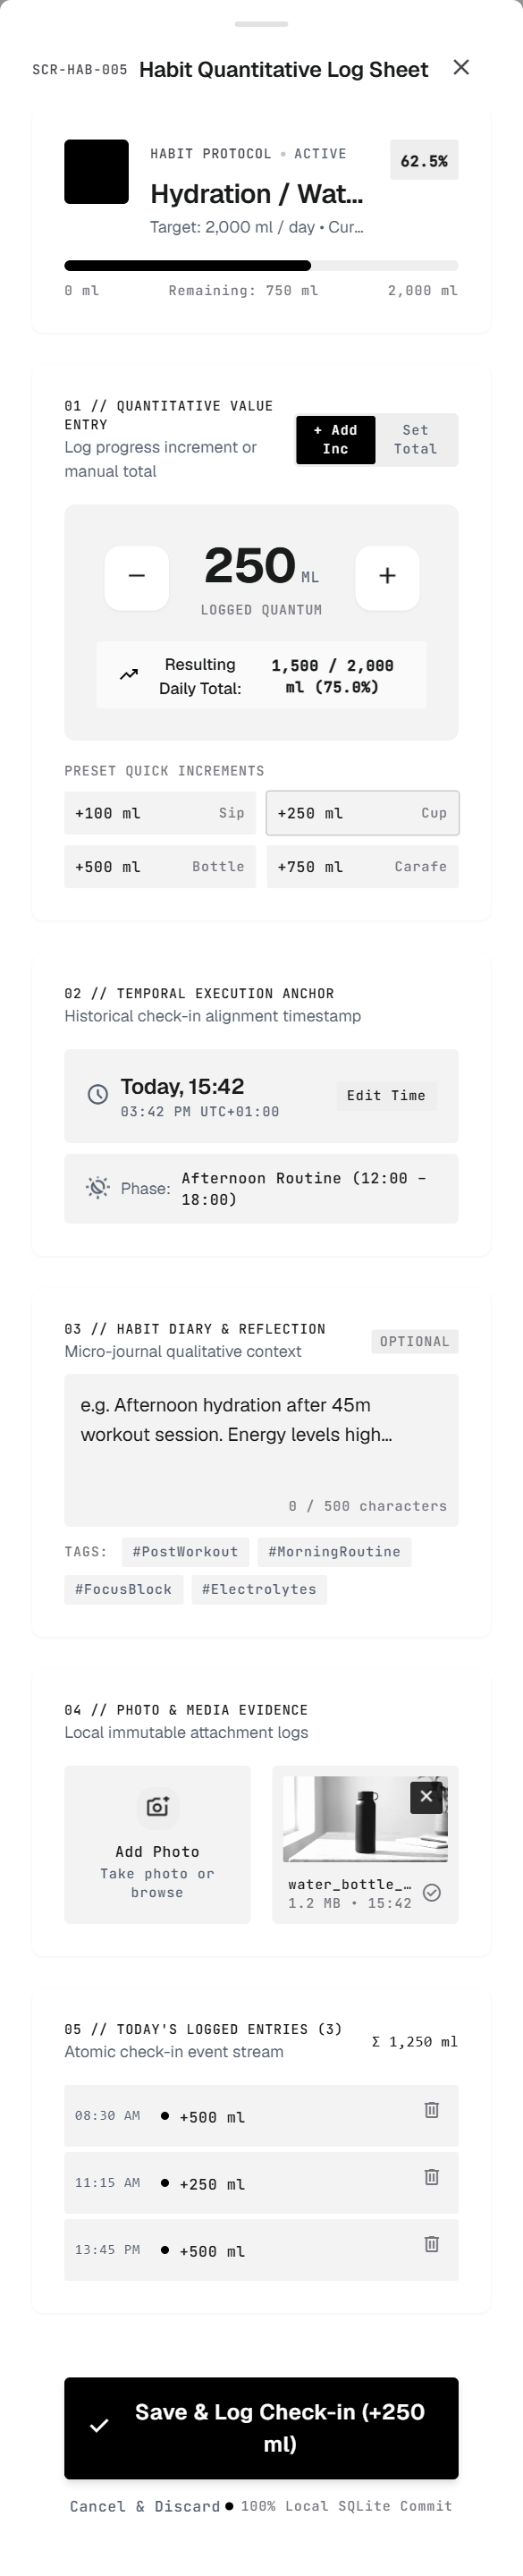 SCR-HAB-005 Habit Quantitative Log Sheet
HABIT PROTOCOL • ACTIVE
62.5%
Hydration / Wat...
Target: 2,000 ml / day • Cur...
0 ml Remaining: 750 ml 2,000 ml
01 // QUANTITATIVE VALUE
ENTRY
Log progress increment or
manual total
+ Add
Inc
Set
Total
250 ML
LOGGED QUANTUM
Resulting
Daily Total:
1,500 / 2,000
ml (75.0%)
PRESET QUICK INCREMENTS
+100 ml Sip
+250 ml Cup
+500 ml Bottle
+750 ml Carafe
02 // TEMPORAL EXECUTION ANCHOR
Historical check-in alignment timestamp
Today, 15:42
03:42 PM UTC+01:00
Edit Time
Phase:
Afternoon Routine (12:00 –
18:00)
03 // HABIT DIARY & REFLECTION
Micro-journal qualitative context
OPTIONAL
e.g. Afternoon hydration after 45m
workout session. Energy levels high...
0 / 500 characters
TAGS: #PostWorkout #MorningRoutine
#FocusBlock #Electrolytes
04 // PHOTO & MEDIA EVIDENCE
Local immutable attachment logs
Add Photo
Take photo or
browse
water_bottle_…
1.2 MB • 15:42
05 // TODAY'S LOGGED ENTRIES (3)
Atomic check-in event stream
Σ 1,250 ml
08:30 AM • +500 ml
11:15 AM • +250 ml
13:45 PM • +500 ml
Save & Log Check-in (+250
ml)
Cancel & Discard • 100% Local SQLite Commit